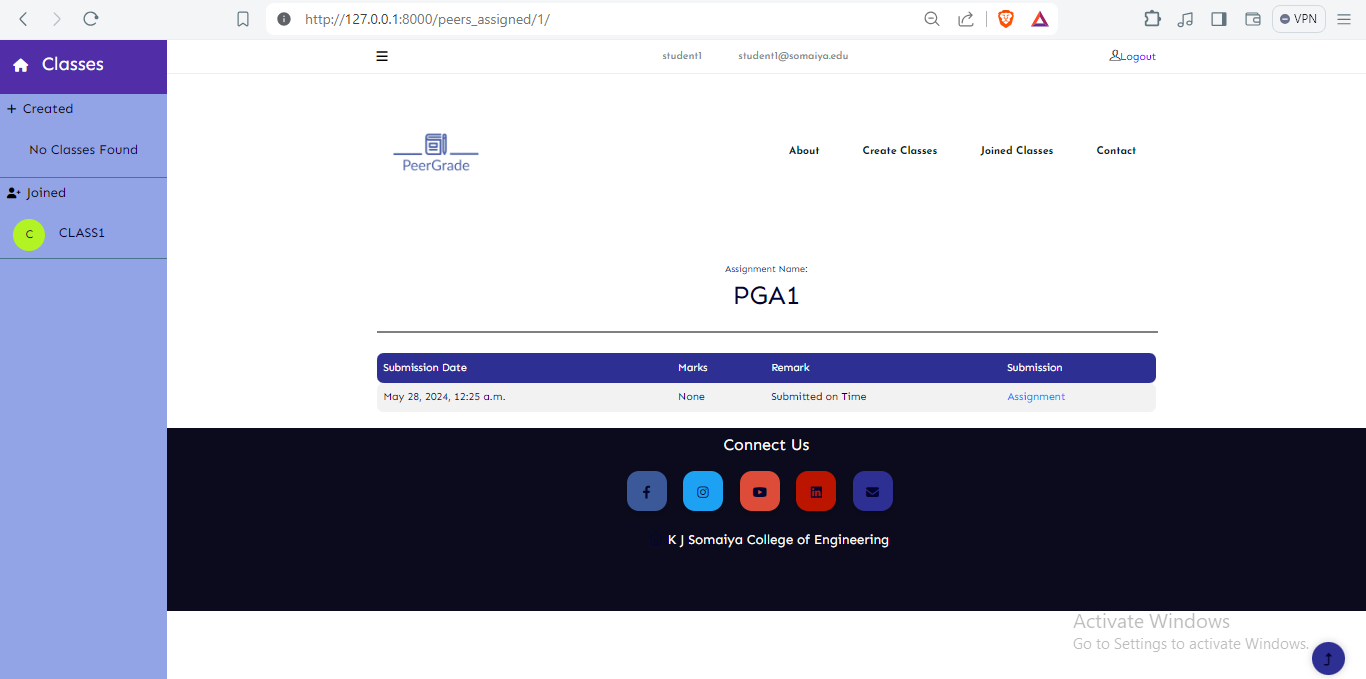 http://127.0.0.1:8000/peers_assigned/1/
VPN
Classes
student1 student1@somaiya.edu Logout
+ Created
No Classes Found
Joined
C CLASS1
PeerGrade
About Create Classes Joined Classes Contact
Assignment Name:
PGA1
Submission Date Marks Remark Submission
May 28, 2024, 12:25 a.m. None Submitted on Time Assignment
Connect Us
K J Somaiya College of Engineering
Activate Windows
Go to Settings to activate Windows.